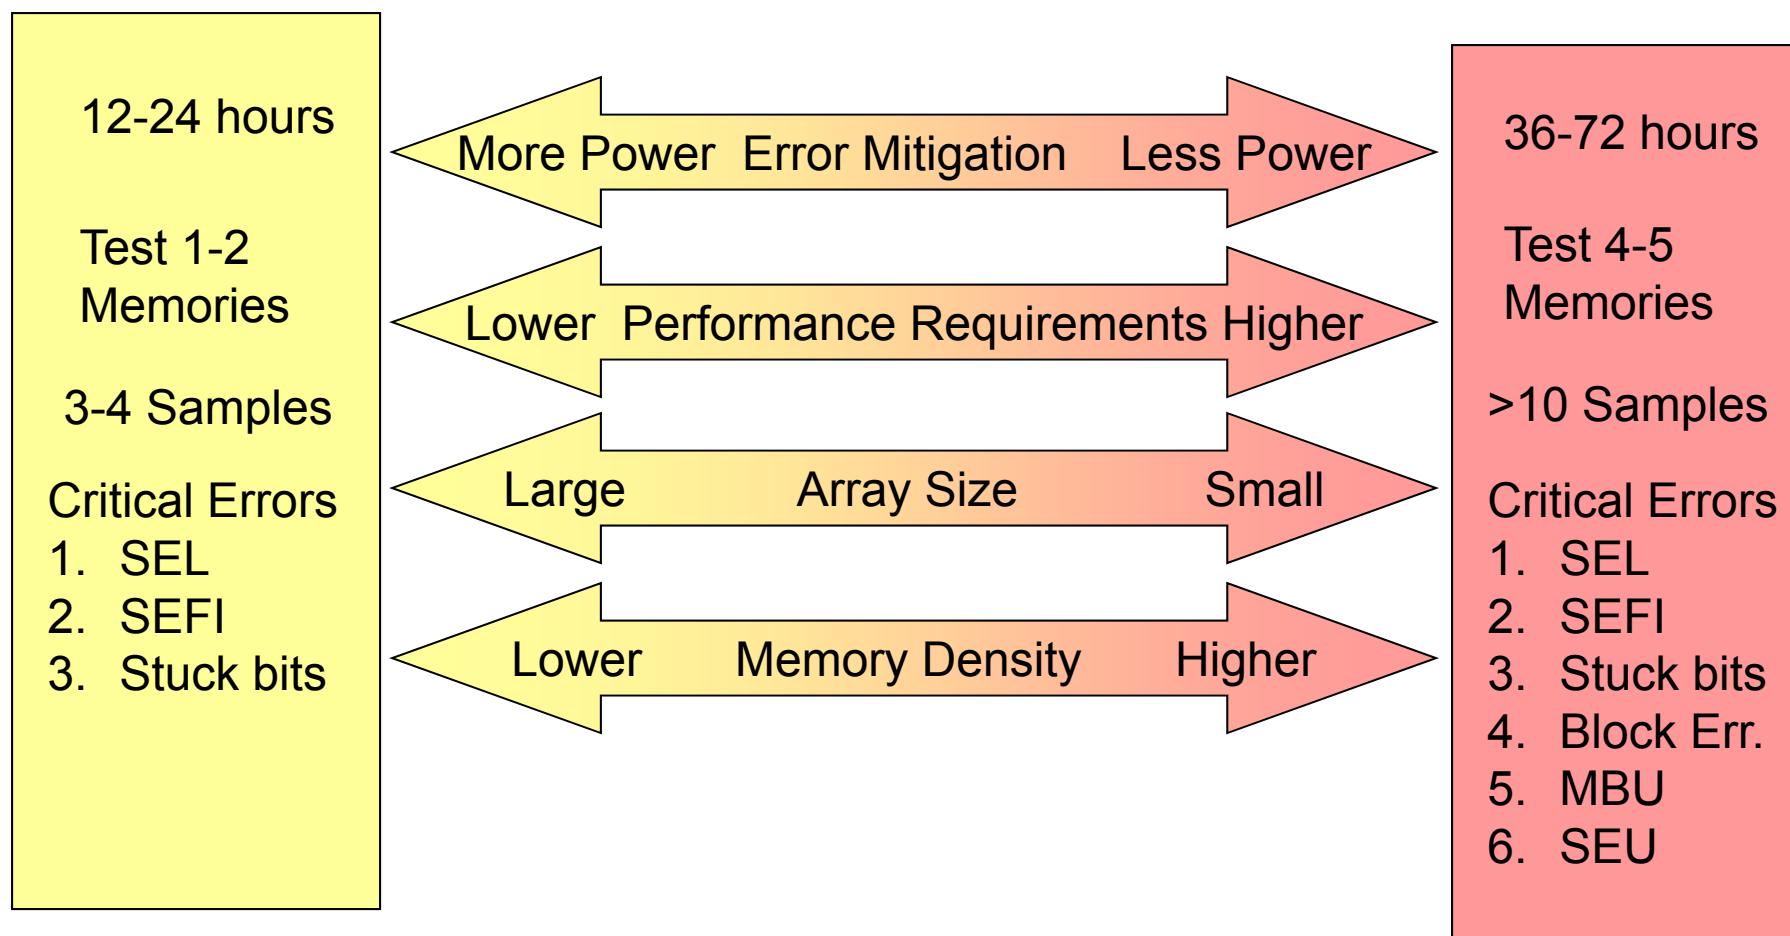 12-24 hours
Test 1-2
Memories
3-4 Samples
Critical Errors
1. SEL
2. SEFI
3. Stuck bits
More Power Error Mitigation Less Power
Lower Performance Requirements Higher
Large Array Size Small
Lower Memory Density Higher
36-72 hours
Test 4-5
Memories
>10 Samples
Critical Errors
1. SEL
2. SEFI
3. Stuck bits
4. Block Err.
5. MBU
6. SEU